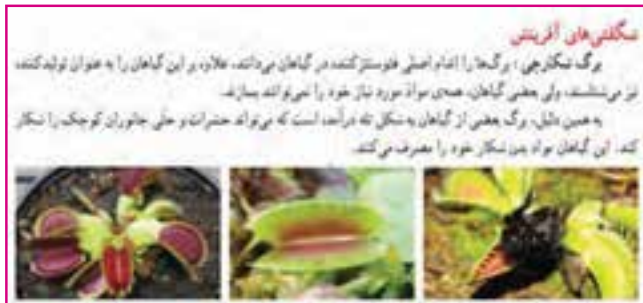 شگفتی‌های آفرینش
برگ شکارچی : برگ‌ها را اندام اصلی فتوسنتزکننده در گیاهان می‌دانند، علاوه بر این گیاهان را به عنوان تولیدکننده
نیز می‌شناسند، ولی بعضی گیاهان، همه‌ی مواد مورد نیاز خود را نمی‌توانند بسازند.
به همین دلیل، برگ بعضی از گیاهان به شکل تله درآمده است که می‌تواند حشرات و حتّی جانوران کوچک را شکار
کند. این گیاهان مواد بدن شکار خود را مصرف می‌کنند.